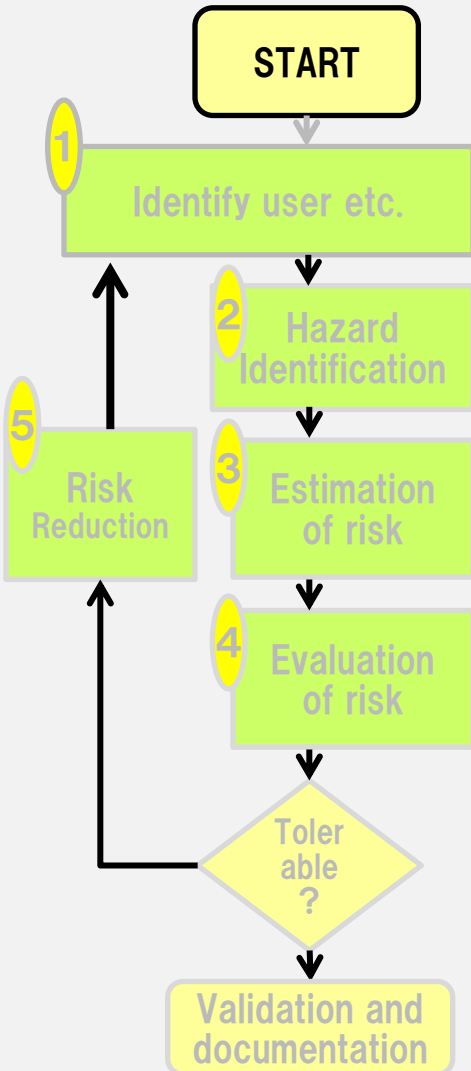 START
1
Identify user etc.
2
Hazard
Identification
5
Risk
Reduction
3
Estimation
of risk
4
Evaluation
of risk
Toler
able
?
Validation and
documentation